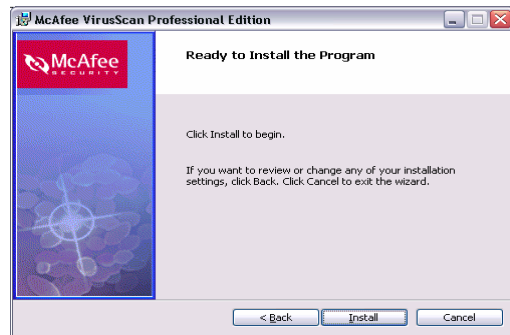 McAfee VirusScan Professional Edition
McAfee
SECURITY
Ready to Install the Program
Click Install to begin.
If you want to review or change any of your installation
settings, click Back. Click Cancel to exit the wizard.
< Back
Install
Cancel